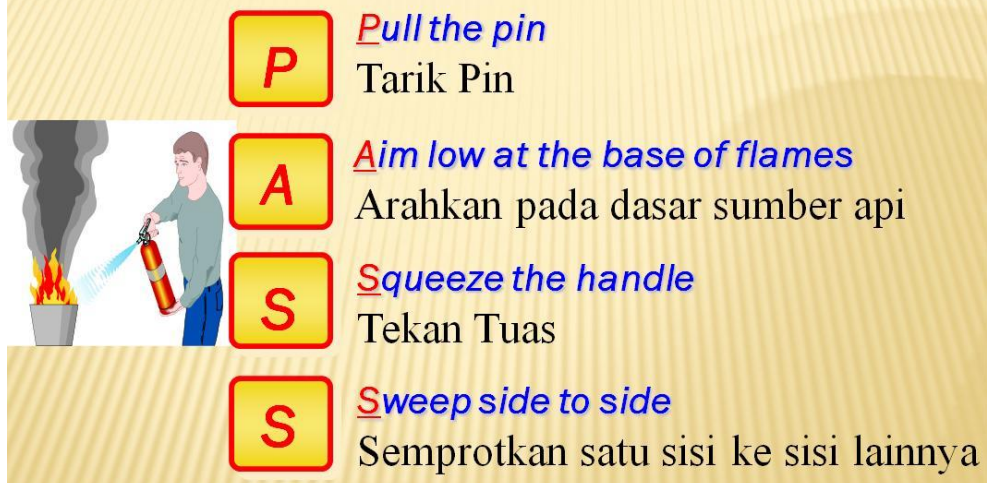 P
Pull the pin
Tarik Pin
A
Aim low at the base of flames
Arahkan pada dasar sumber api
S
Squeeze the handle
Tekan Tuas
S
Sweep side to side
Semprotkan satu sisi ke sisi lainnya